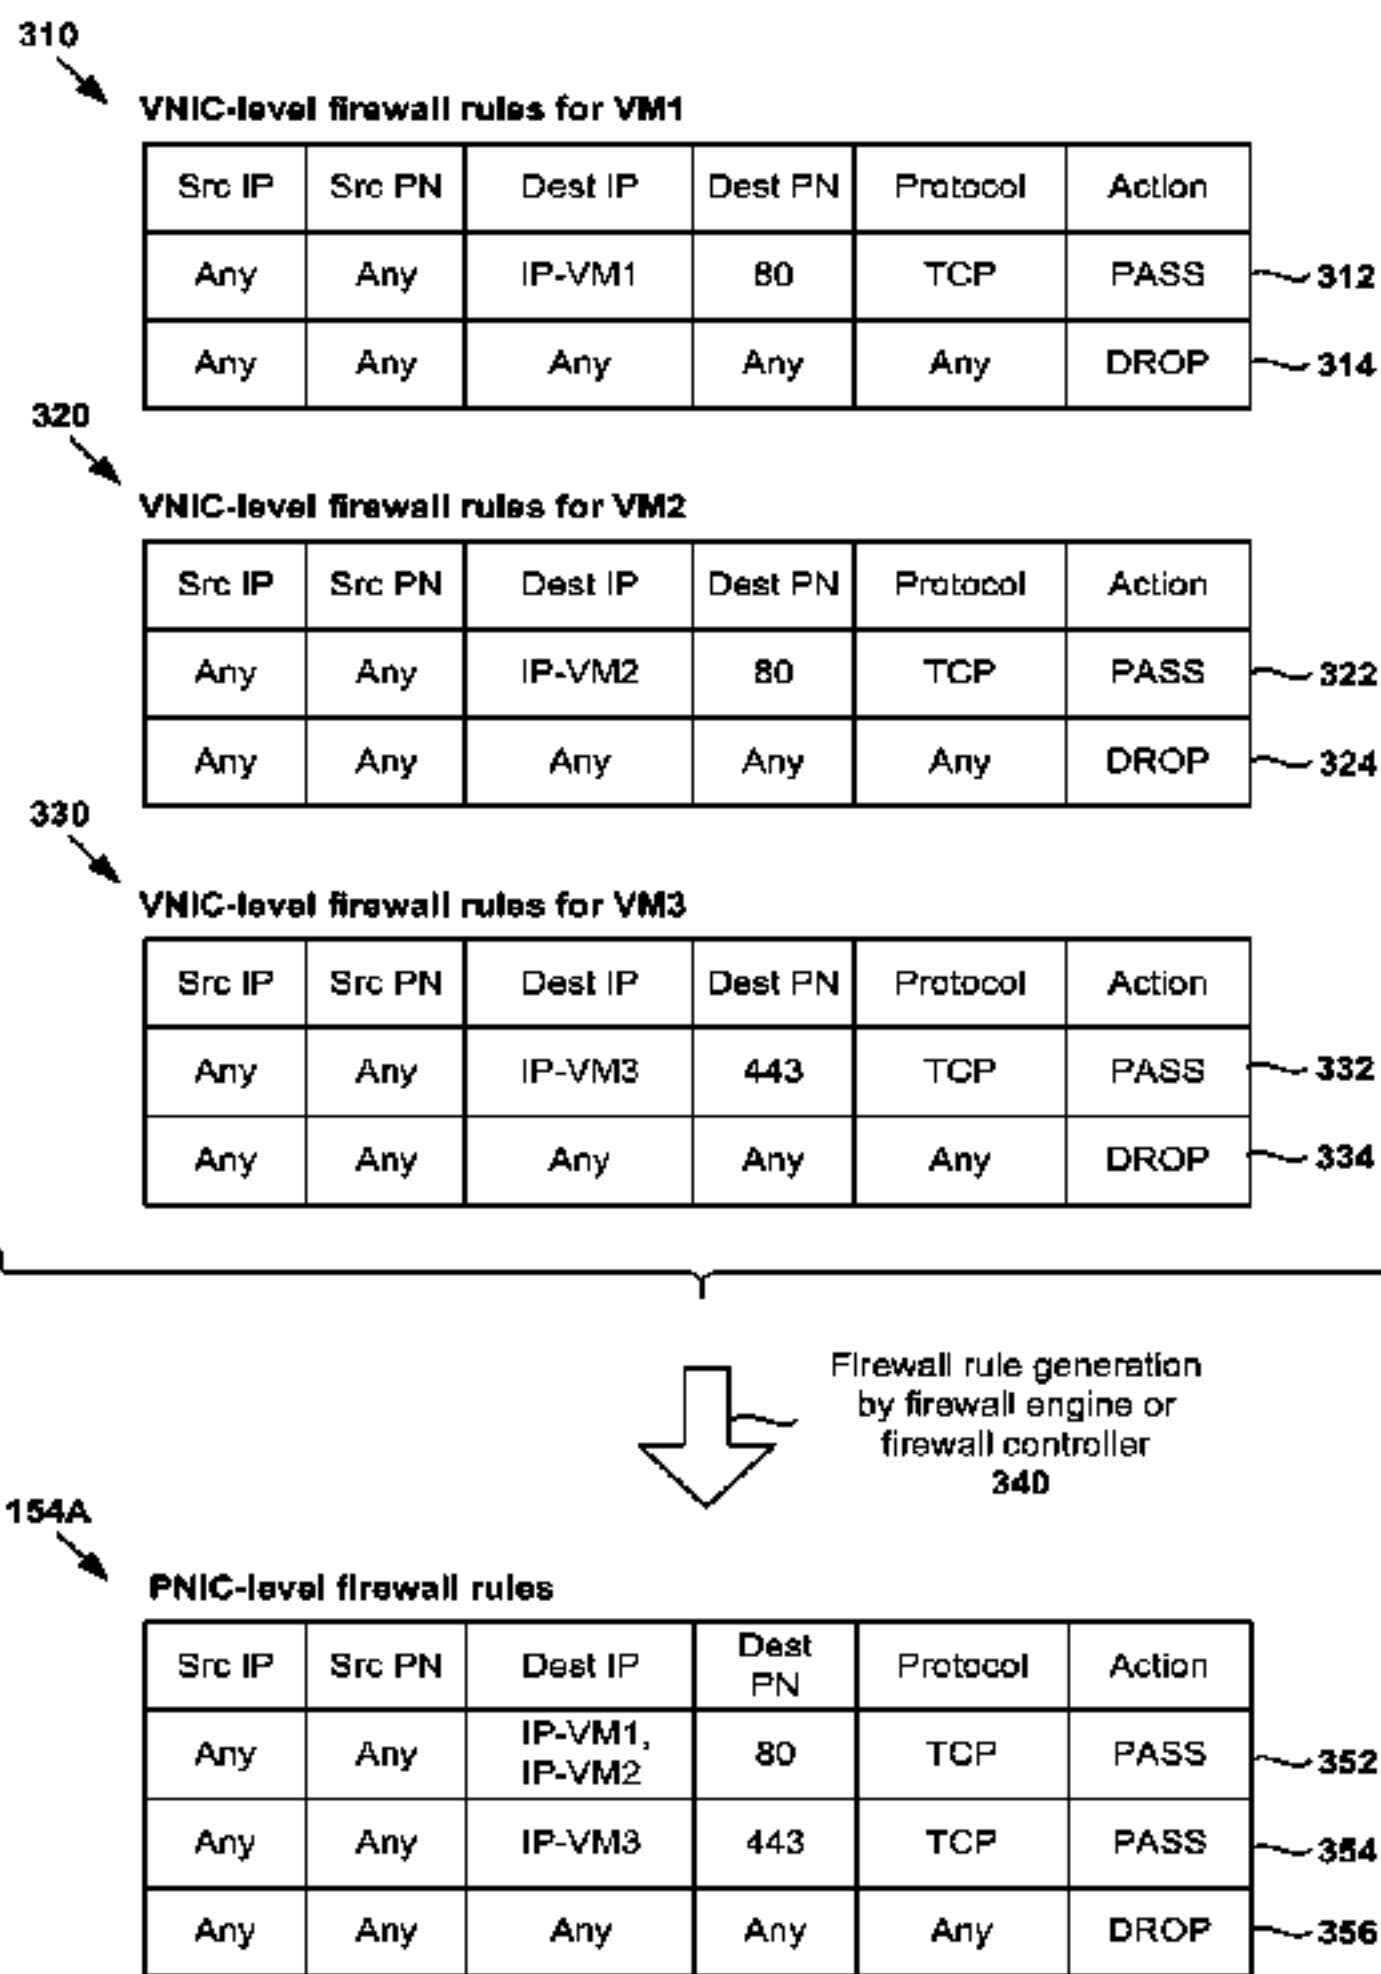 310
VNIC-level firewall rules for VM1
Src IP Src PN Dest IP Dest PN Protocol Action
Any Any IP-VM1 80 TCP PASS 312
Any Any Any Any Any DROP 314
320
VNIC-level firewall rules for VM2
Src IP Src PN Dest IP Dest PN Protocol Action
Any Any IP-VM2 80 TCP PASS 322
Any Any Any Any Any DROP 324
330
VNIC-level firewall rules for VM3
Src IP Src PN Dest IP Dest PN Protocol Action
Any Any IP-VM3 443 TCP PASS 332
Any Any Any Any Any DROP 334
Firewall rule generation
by firewall engine or
firewall controller
340
154A
PNIC-level firewall rules
Src IP Src PN Dest IP Dest PN Protocol Action
Any Any IP-VM1, IP-VM2 80 TCP PASS 352
Any Any IP-VM3 443 TCP PASS 354
Any Any Any Any Any DROP 356